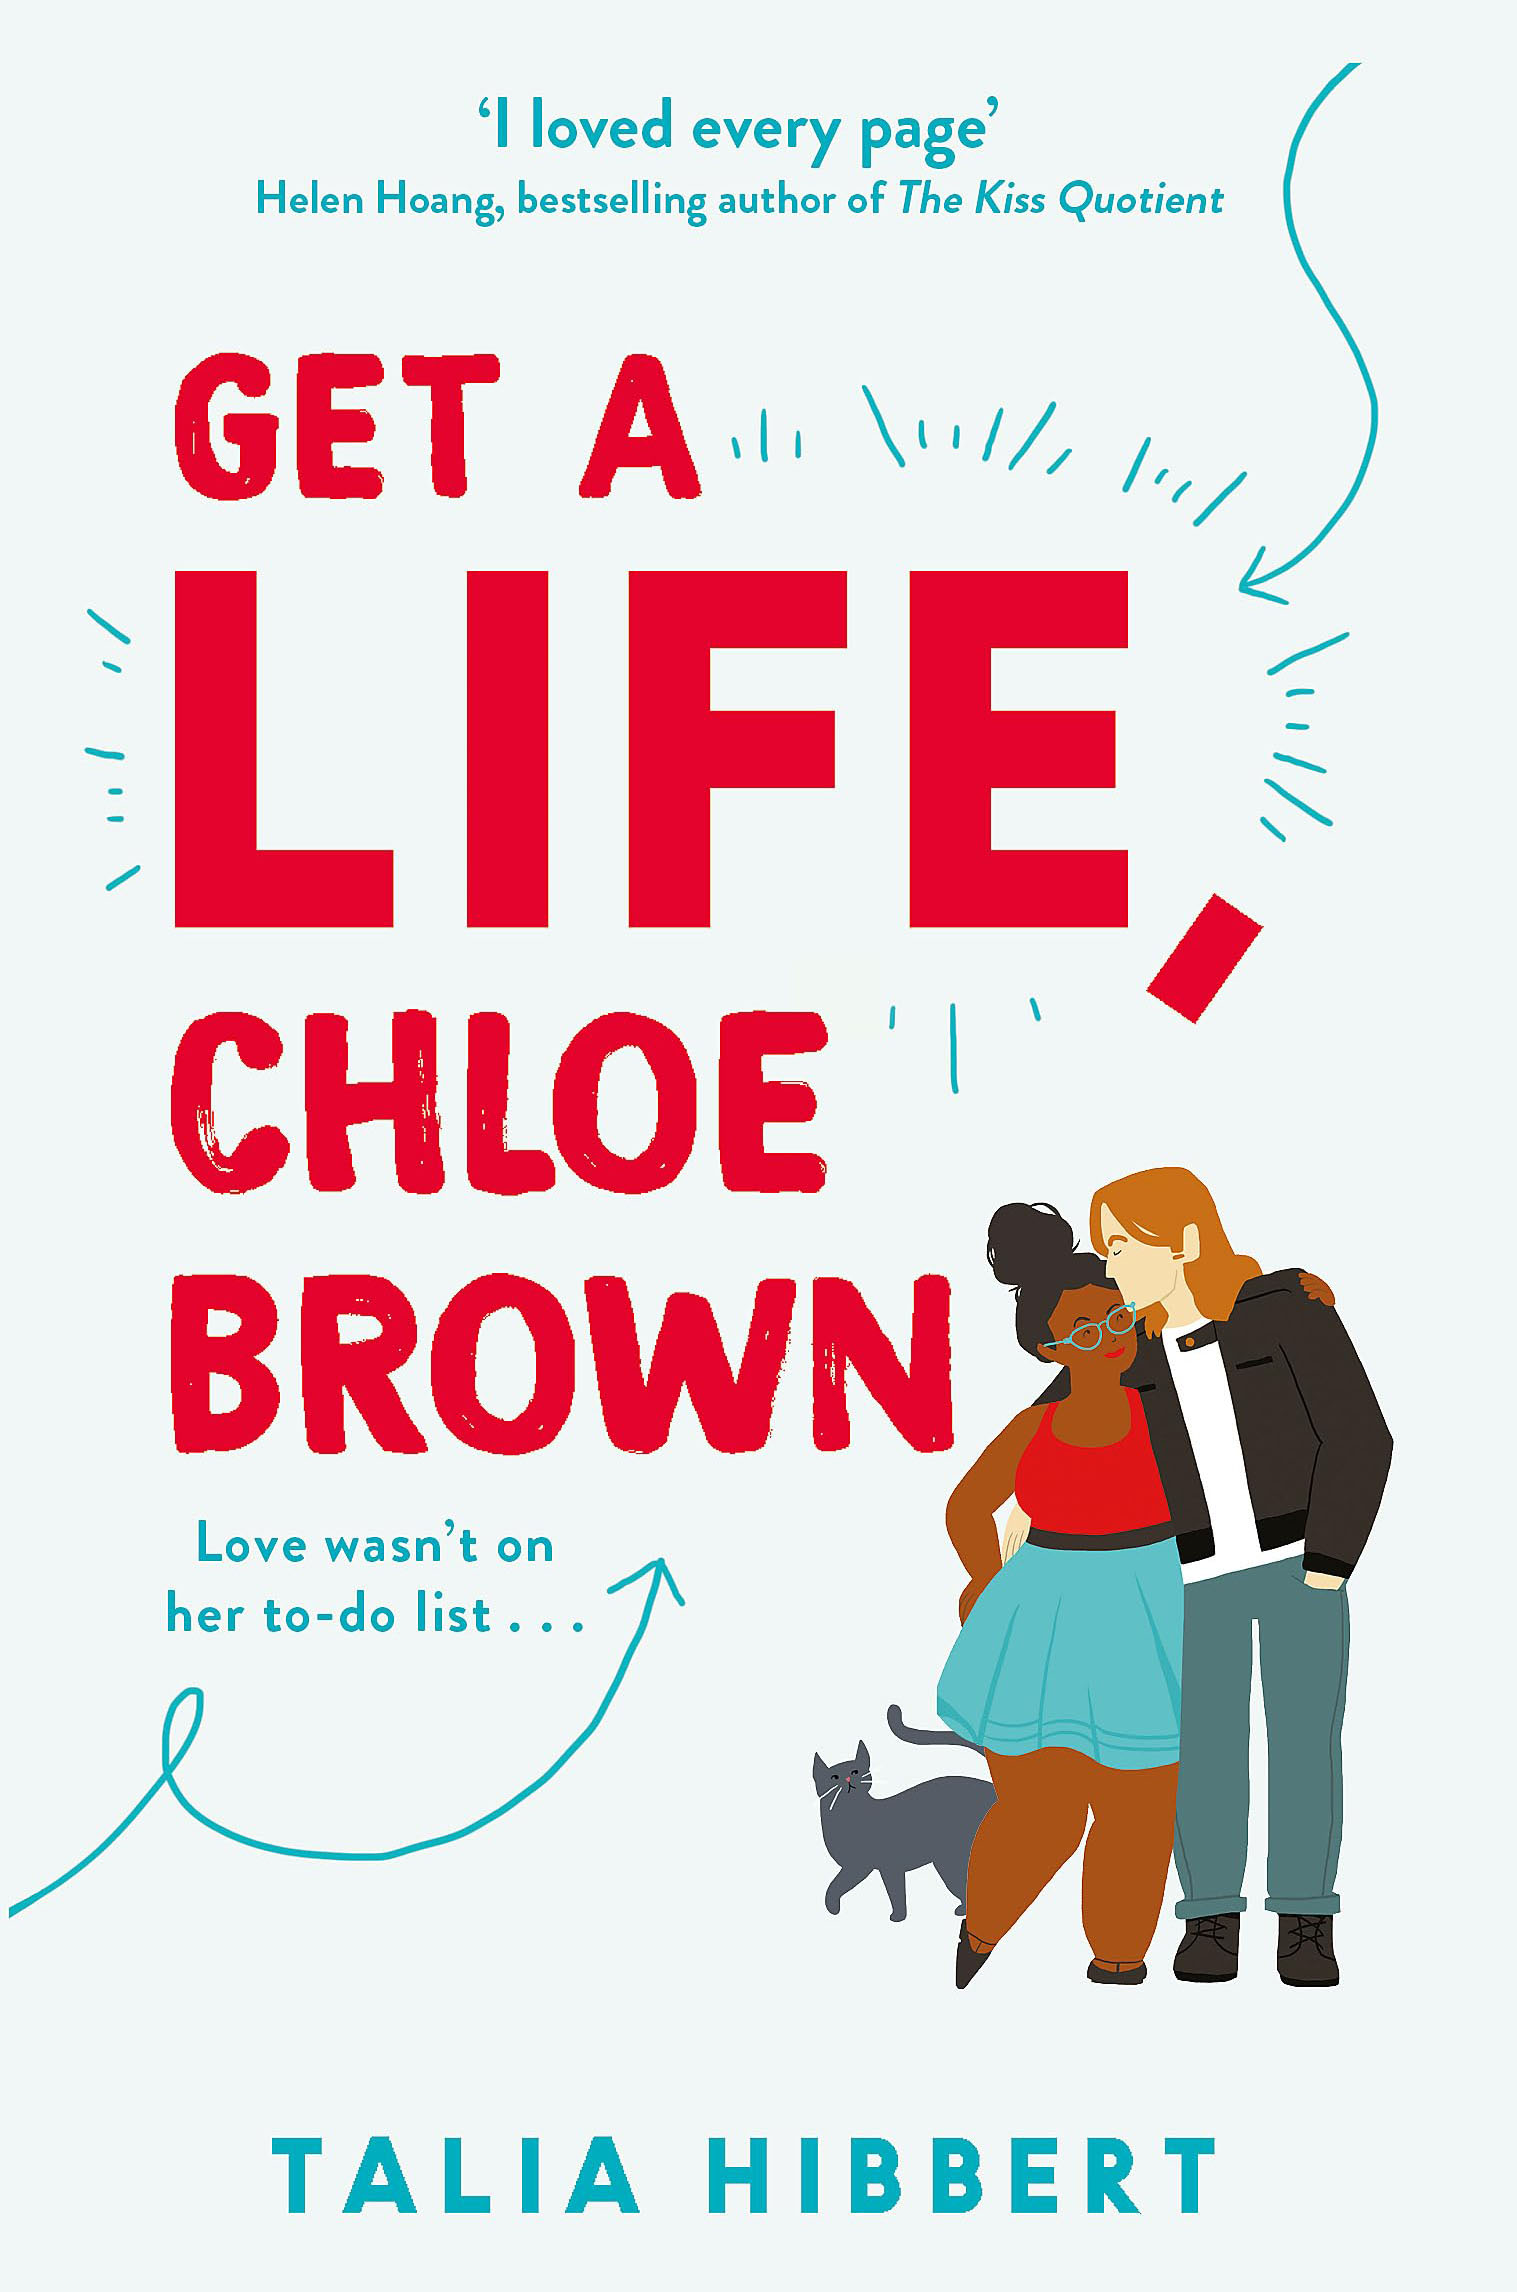 ‘I loved every page’
Helen Hoang, bestselling author of The Kiss Quotient
GET A
LIFE,
CHLOE
BROWN
Love wasn’t on
her to-do list . . .
TALIA HIBBERT